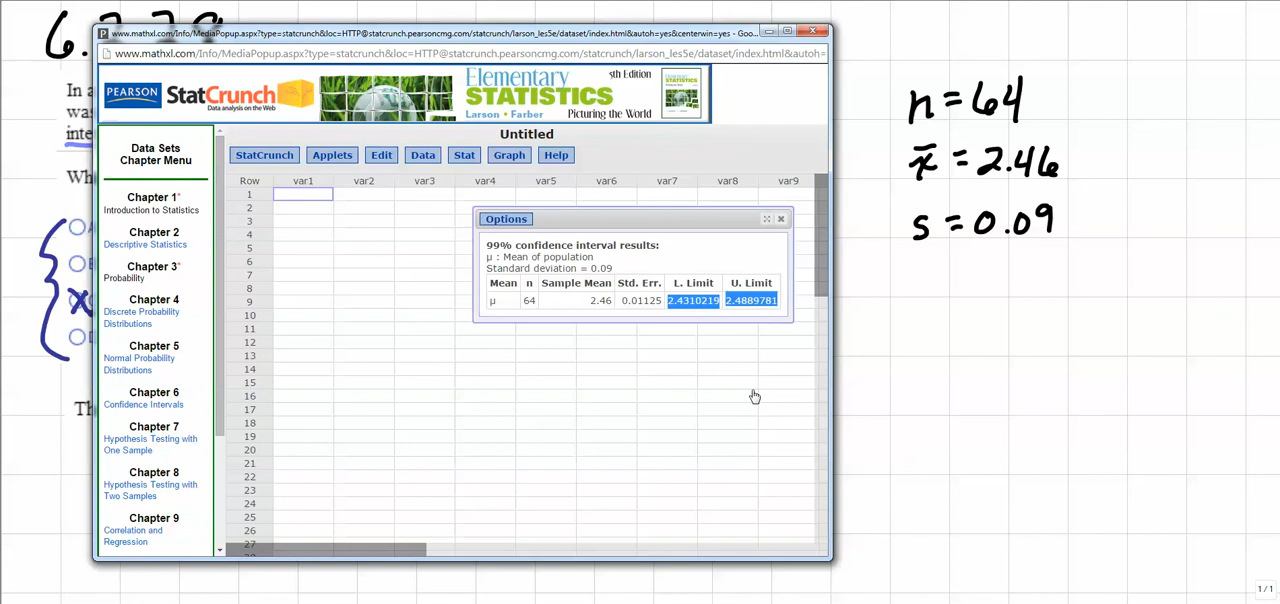 6.
www.mathxl.com/Info/MediaPopup.aspx?type=statcrunch&loc=HTTP@statcrunch.pearsoncmg.com/statcrunch/larson_les5e/dataset/index.html&autoh=yes&centerwin=yes - Goo...
www.mathxl.com/Info/MediaPopup.aspx?type=statcrunch&loc=HTTP@statcrunch.pearsoncmg.com/statcrunch/larson_les5e/dataset/index.html&autoh=
PEARSON StatCrunch
Data analysis on the Web
Elementary 5th Edition
STATISTICS
Larson • Farber Picturing the World
In a
was
inte
Wh
Th
Data Sets
Chapter Menu
Chapter 1*
Introduction to Statistics
Chapter 2
Descriptive Statistics
Chapter 3*
Probability
Chapter 4
Discrete Probability
Distributions
Chapter 5
Normal Probability
Distributions
Chapter 6
Confidence Intervals
Chapter 7
Hypothesis Testing with
One Sample
Chapter 8
Hypothesis Testing with
Two Samples
Chapter 9
Correlation and
Regression
Untitled
StatCrunch Applets Edit Data Stat Graph Help
Row var1 var2 var3 var4 var5 var6 var7 var8 var9
1
2
3
4
5
6
7
8
9
10
11
12
13
14
15
16
17
18
19
20
21
22
23
24
25
26
27
Options
99% confidence interval results:
μ : Mean of population
Standard deviation = 0.09
Mean n Sample Mean Std. Err. L. Limit U. Limit
μ 64 2.46 0.01125 2.4310219 2.4889781
n = 64
x̄ = 2.46
s = 0.09
1/1